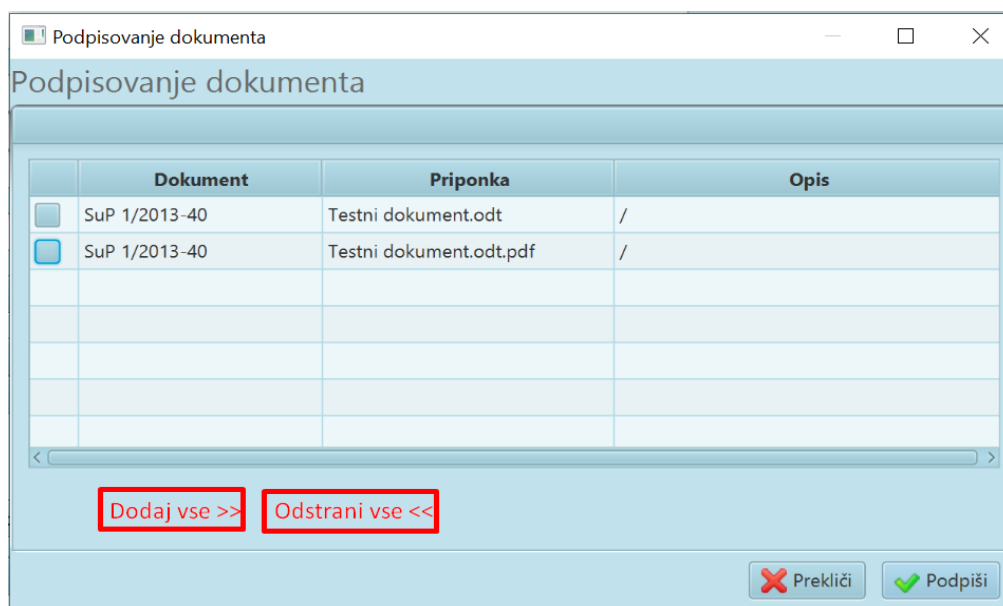 Podpisovanje dokumenta
Podpisovanje dokumenta
Dokument Priponka Opis
SuP 1/2013-40 Testni dokument.odt /
SuP 1/2013-40 Testni dokument.odt.pdf /
Dodaj vse >> Odstrani vse <<
Prekliči Podpiši